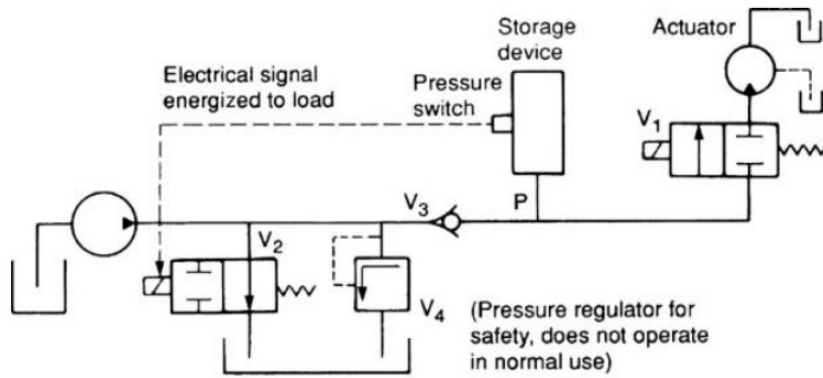 Storage
device
Actuator
Electrical signal
energized to load
Pressure
switch
V1
V3
P
V2
V4
(Pressure regulator for
safety, does not operate
in normal use)